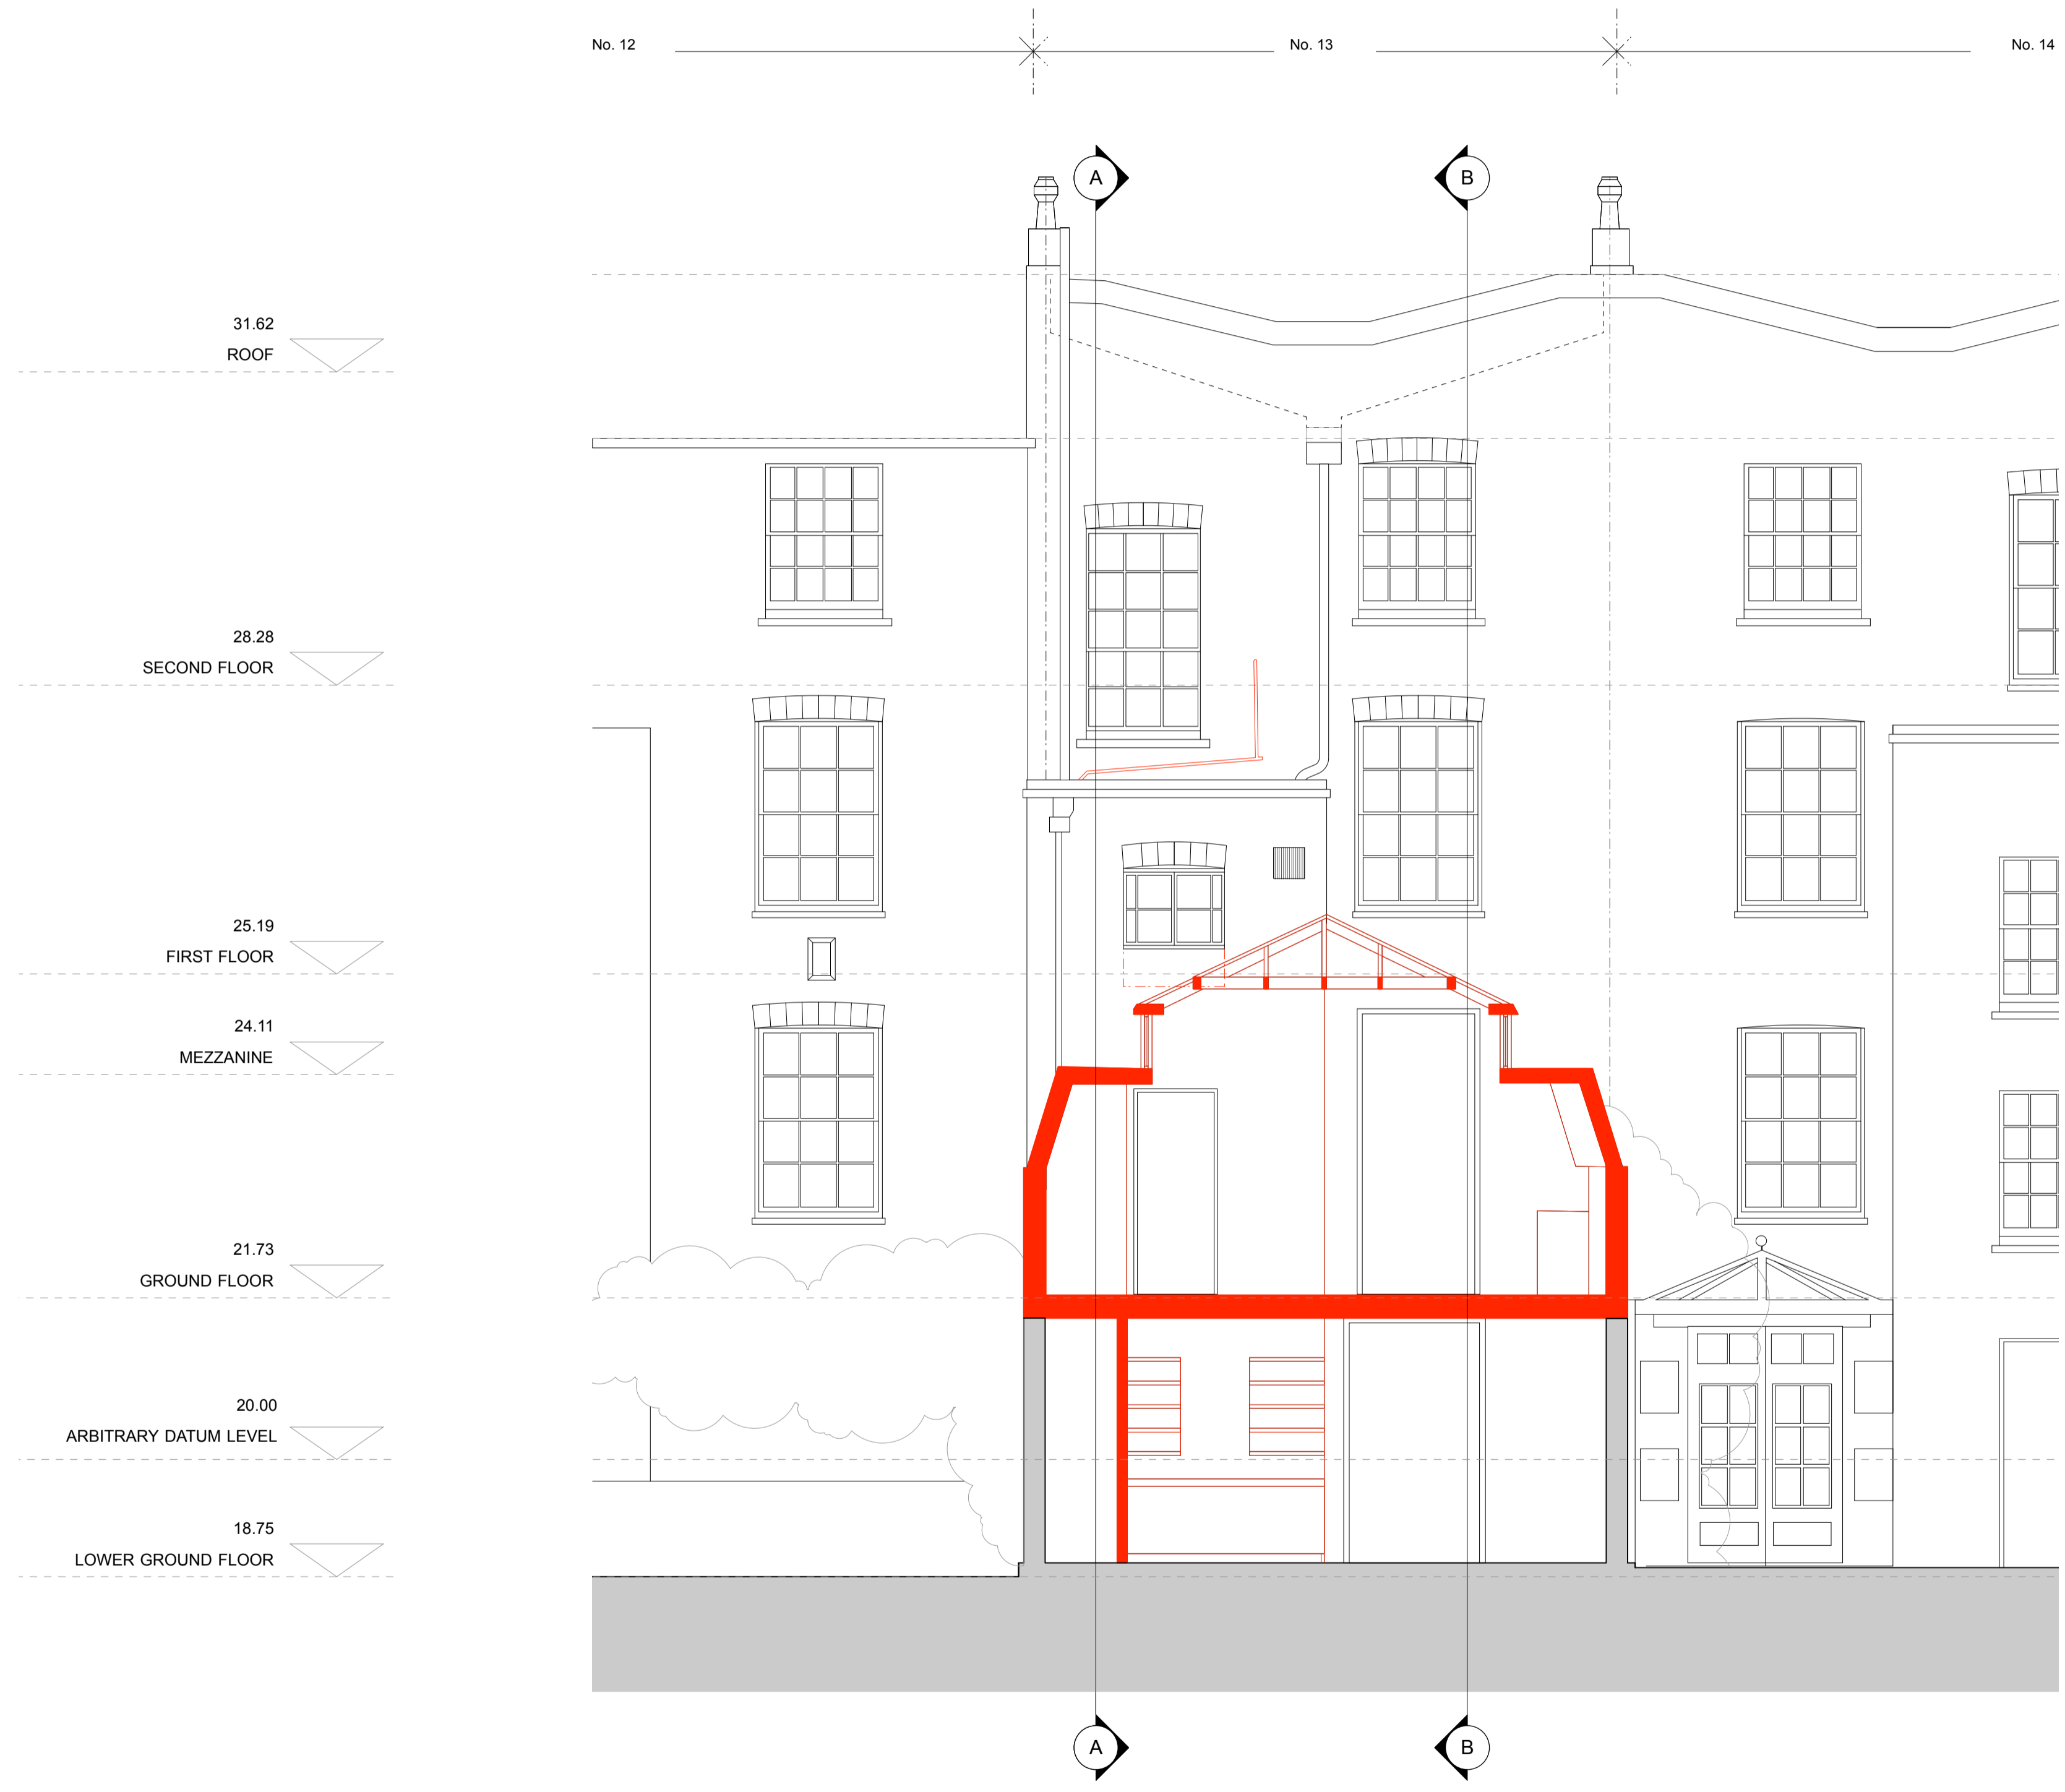 No. 12
No. 13
No. 14
A
B
31.62
ROOF
28.28
SECOND FLOOR
25.19
FIRST FLOOR
24.11
MEZZANINE
21.73
GROUND FLOOR
20.00
ARBITRARY DATUM LEVEL
18.75
LOWER GROUND FLOOR
A
B